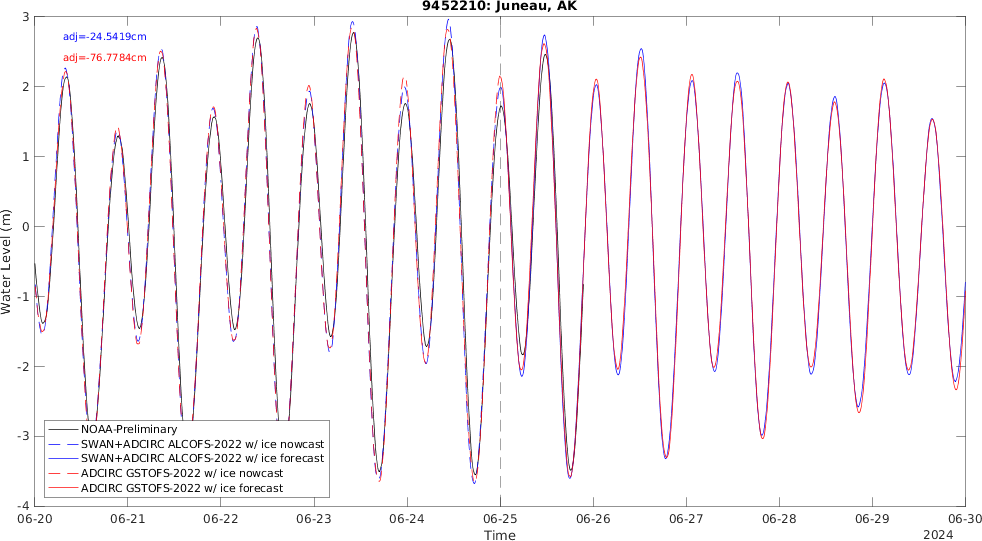 9452210: Juneau, AK
adj=-24.5419cm
adj=-76.7784cm
3
2
1
0
-1
-2
-3
-4
Water Level (m)
NOAA-Preliminary
SWAN+ADCIRC ALCOFS-2022 w/ ice nowcast
SWAN+ADCIRC ALCOFS-2022 w/ ice forecast
ADCIRC GSTOFS-2022 w/ ice nowcast
ADCIRC GSTOFS-2022 w/ ice forecast
06-20 06-21 06-22 06-23 06-24 06-25 06-26 06-27 06-28 06-29 06-30
Time
2024